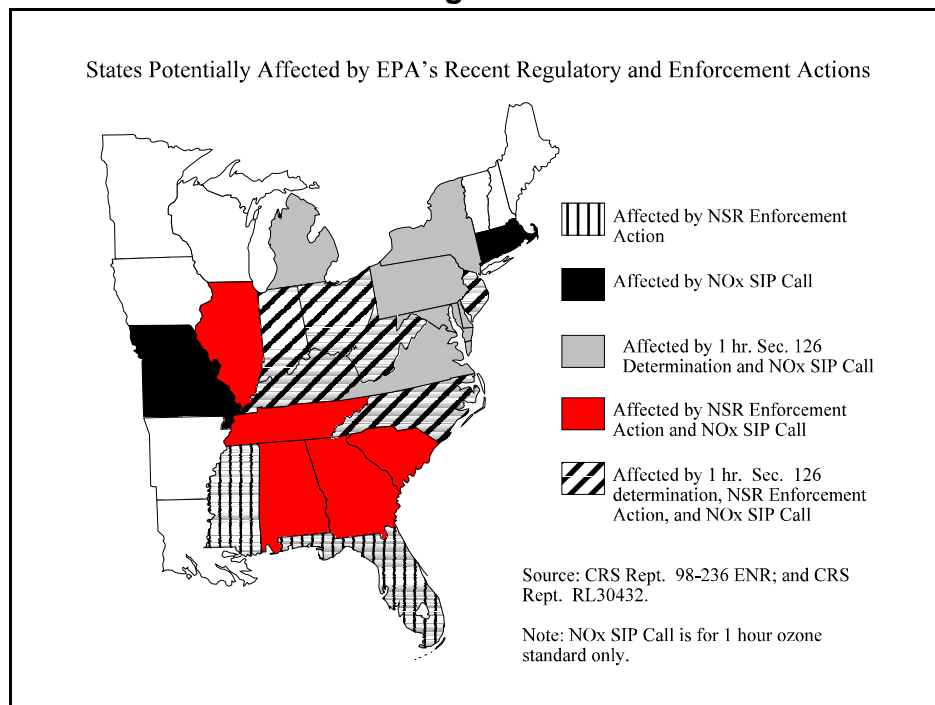 States Potentially Affected by EPA's Recent Regulatory and Enforcement Actions
Affected by NSR Enforcement
Action
Affected by NOx SIP Call
Affected by 1 hr. Sec. 126
Determination and NOx SIP Call
Affected by NSR Enforcement
Action and NOx SIP Call
Affected by 1 hr. Sec. 126
determination, NSR Enforcement
Action, and NOx SIP Call
Source: CRS Rept. 98-236 ENR; and CRS
Rept. RL30432.
Note: NOx SIP Call is for 1 hour ozone
standard only.